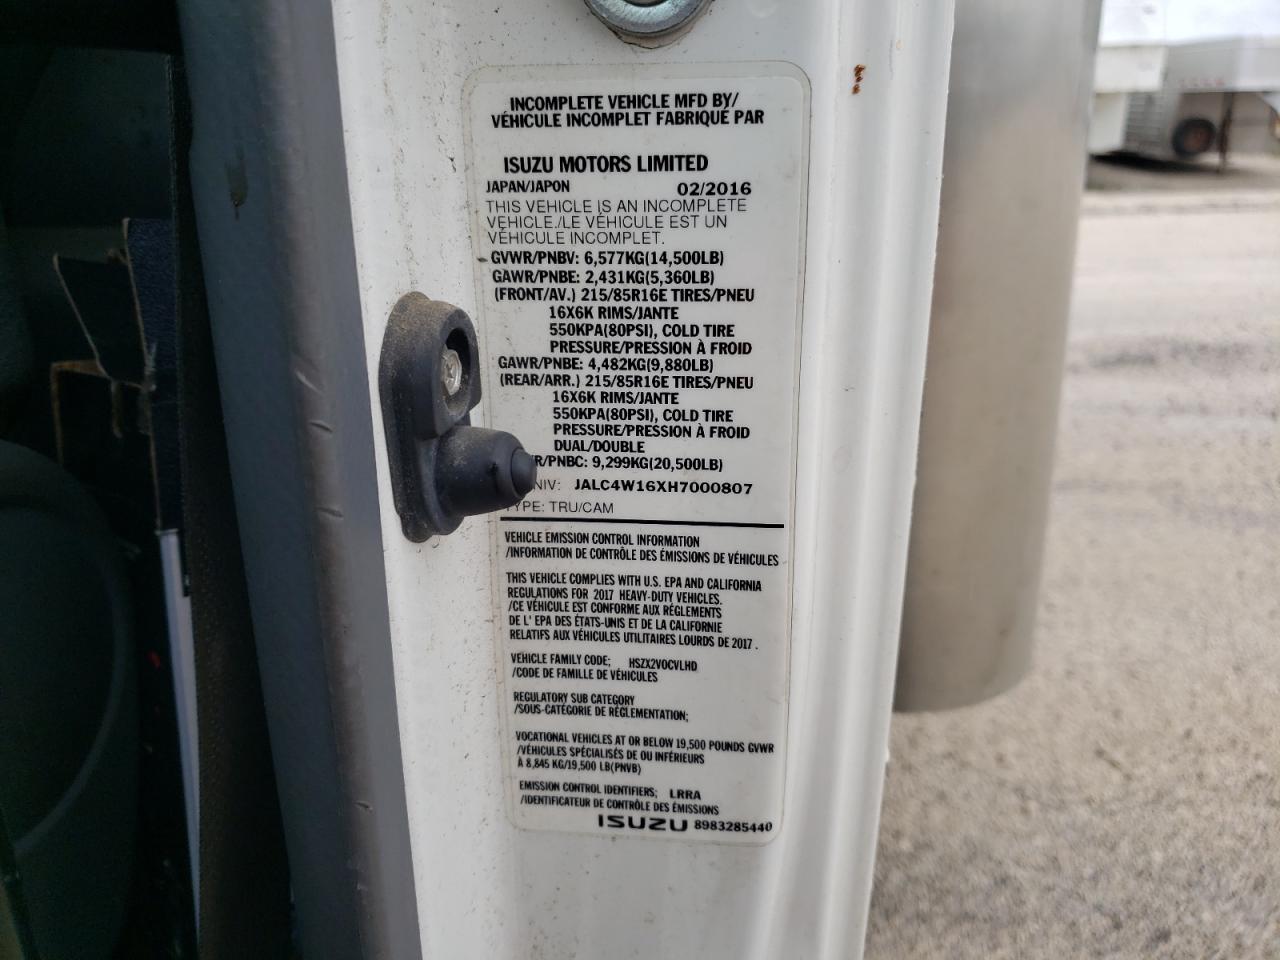 INCOMPLETE VEHICLE MFD BY/
VÉHICULE INCOMPLET FABRIQUÉ PAR
ISUZU MOTORS LIMITED
JAPAN/JAPON 02/2016
THIS VEHICLE IS AN INCOMPLETE
VEHICLE./LE VÉHICULE EST UN
VÉHICULE INCOMPLET.
GVWR/PNBV: 6,577KG(14,500LB)
GAWR/PNBE: 2,431KG(5,360LB)
(FRONT/AV.) 215/85R16E TIRES/PNEU
16X6K RIMS/JANTE
550KPA(80PSI), COLD TIRE
PRESSURE/PRESSION À FROID
GAWR/PNBE: 4,482KG(9,880LB)
(REAR/ARR.) 215/85R16E TIRES/PNEU
16X6K RIMS/JANTE
550KPA(80PSI), COLD TIRE
PRESSURE/PRESSION À FROID
DUAL/DOUBLE
R/PNBC: 9,299KG(20,500LB)
NIV: JALC4W16XH7000807
YPE: TRU/CAM
VEHICLE EMISSION CONTROL INFORMATION
/INFORMATION DE CONTRÔLE DES ÉMISSIONS DE VÉHICULES
THIS VEHICLE COMPLIES WITH U.S. EPA AND CALIFORNIA
REGULATIONS FOR 2017 HEAVY-DUTY VEHICLES.
/CE VÉHICULE EST CONFORME AUX RÉGLEMENTS
DE L' EPA DES ÉTATS-UNIS ET DE LA CALIFORNIE
RELATIFS AUX VÉHICULES UTILITAIRES LOURDS DE 2017 .
VEHICLE FAMILY CODE; HSZX2VOCVLHD
/CODE DE FAMILLE DE VÉHICULES
REGULATORY SUB CATEGORY
/SOUS-CATÉGORIE DE RÉGLEMENTATION;
VOCATIONAL VEHICLES AT OR BELOW 19,500 POUNDS GVWR
/VÉHICULES SPÉCIALISÉS DE OU INFÉRIEURS
À 8,845 KG/19,500 LB(PNVB)
EMISSION CONTROL IDENTIFIERS; LRRA
/IDENTIFICATEUR DE CONTRÔLE DES ÉMISSIONS
ISUZU 8983285440